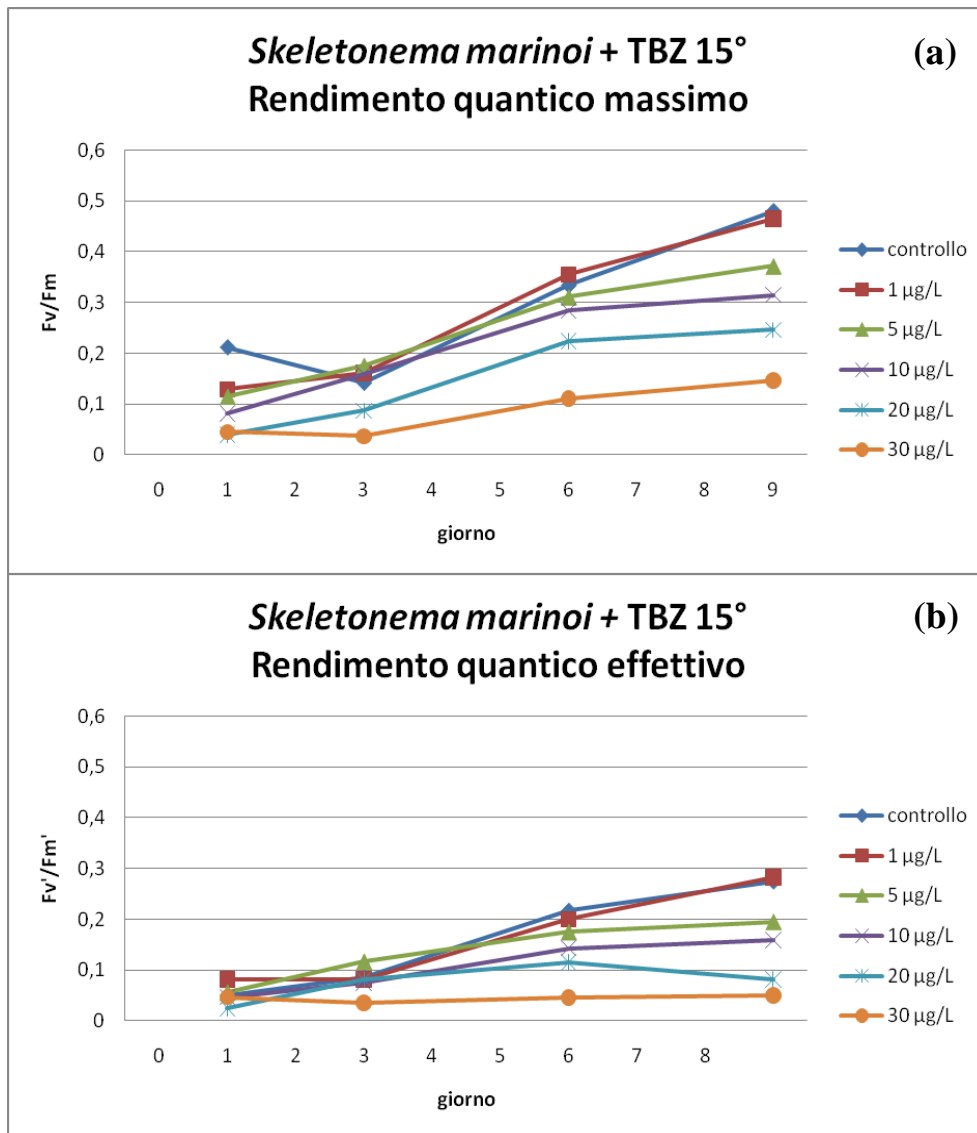 Skeletonema marinoi + TBZ 15°
(a)
Rendimento quantico massimo
0,6
0,5
0,4
0,3
0,2
0,1
0
Fv/Fm
0 1 2 3 4 5 6 7 8 9
giorno
controllo
1 µg/L
5 µg/L
10 µg/L
20 µg/L
30 µg/L
Skeletonema marinoi + TBZ 15°
(b)
Rendimento quantico effettivo
0,6
0,5
0,4
0,3
0,2
0,1
0
Fv'/Fm'
0 1 2 3 4 5 6 7 8
giorno
controllo
1 µg/L
5 µg/L
10 µg/L
20 µg/L
30 µg/L